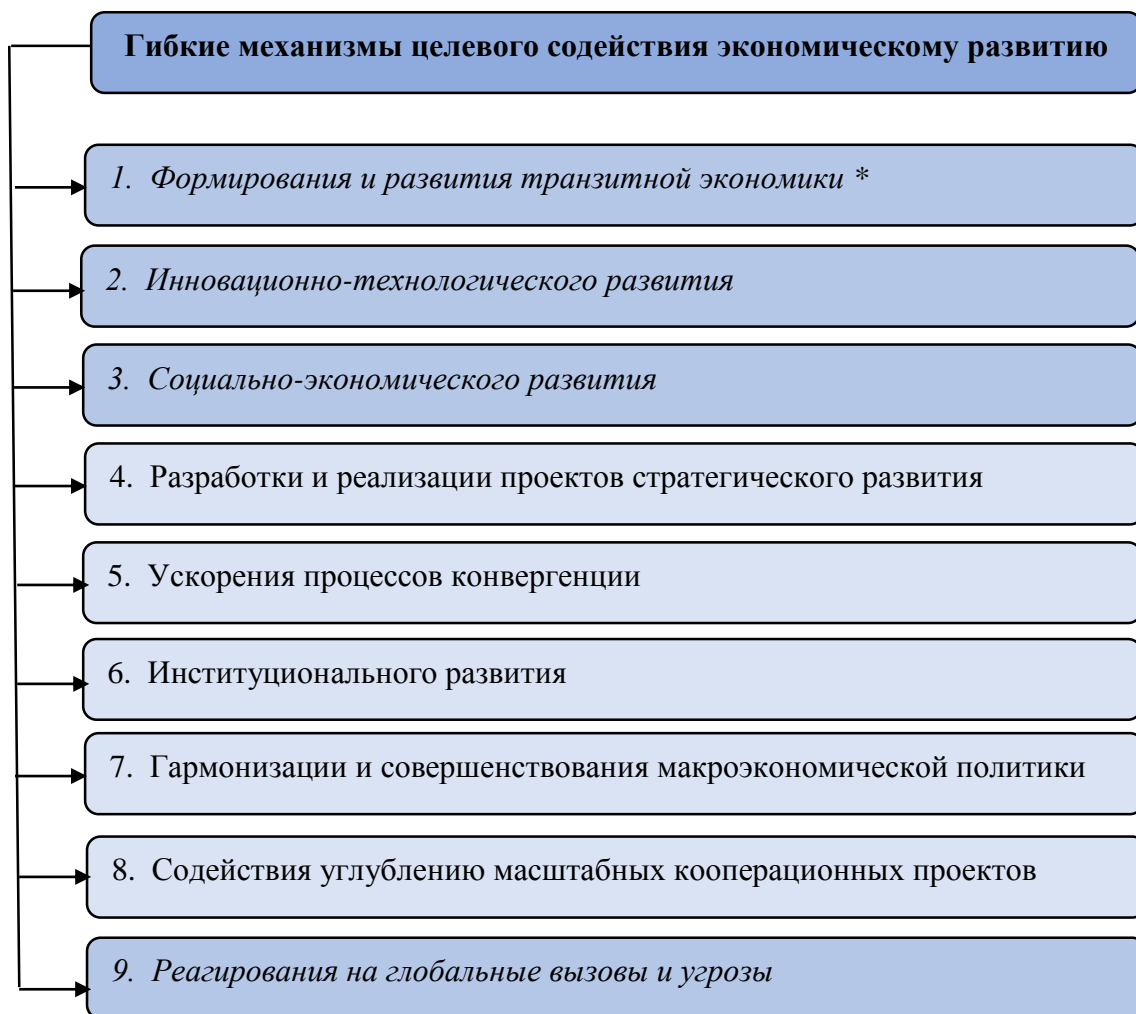 Гибкие механизмы целевого содействия экономическому развитию
1. Формирования и развития транзитной экономики *
2. Инновационно-технологического развития
3. Социально-экономического развития
4. Разработки и реализации проектов стратегического развития
5. Ускорения процессов конвергенции
6. Институционального развития
7. Гармонизации и совершенствования макроэкономической политики
8. Содействия углублению масштабных кооперационных проектов
9. Реагирования на глобальные вызовы и угрозы